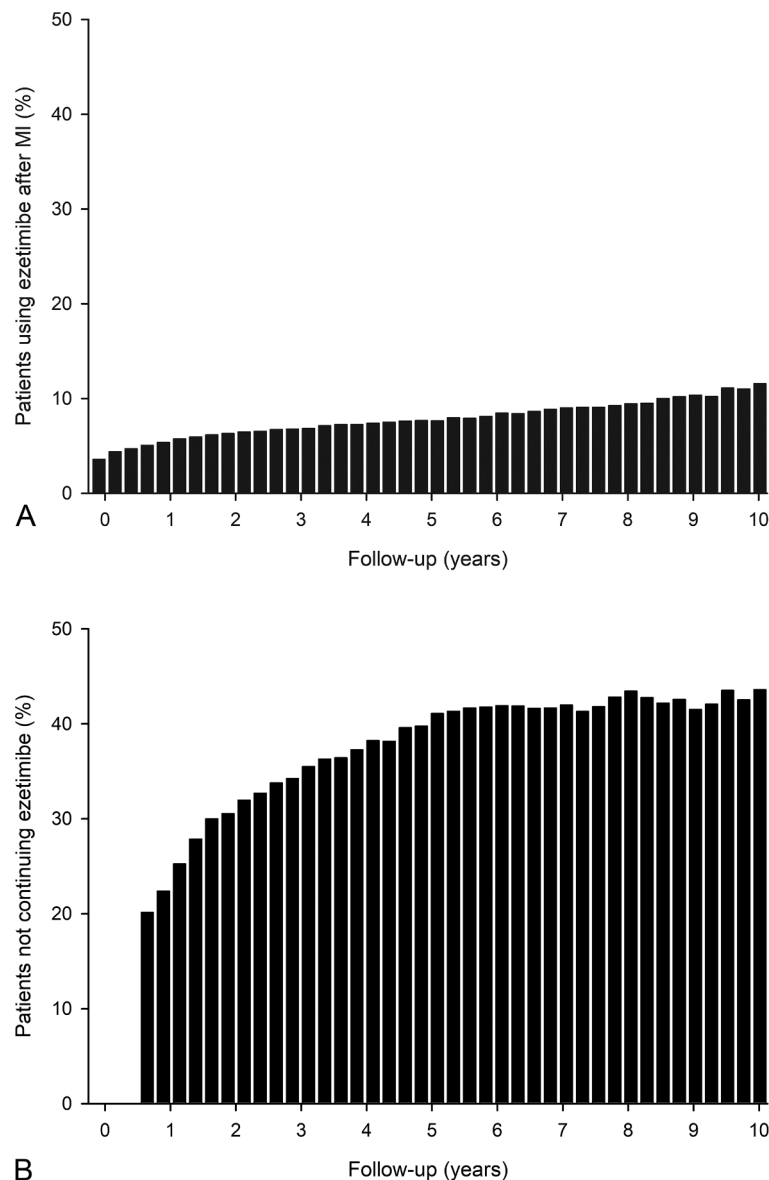 50
40
30
20
10
0
Patients using ezetimibe after MI (%)
A
0 1 2 3 4 5 6 7 8 9 10
Follow-up (years)
50
40
30
20
10
0
Patients not continuing ezetimibe (%)
0 1 2 3 4 5 6 7 8 9 10
B
Follow-up (years)